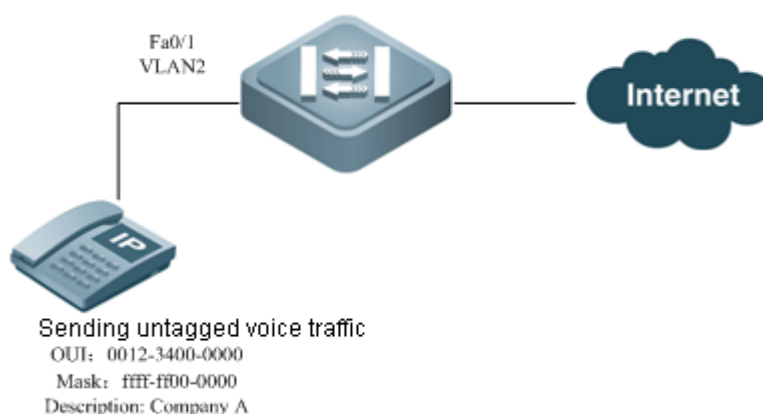 Fa0/1
VLAN2
Internet
IP
Sending untagged voice traffic
OUI：0012-3400-0000
Mask：ffff-ff00-0000
Description: Company A